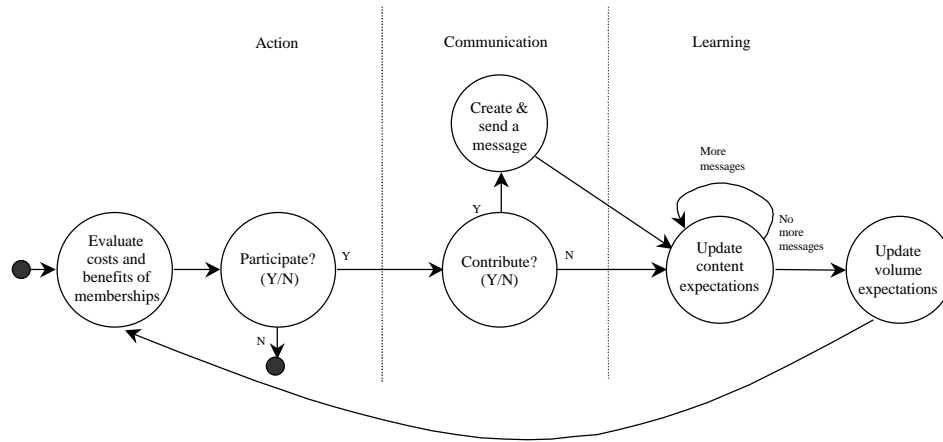 Action
Communication
Learning
Create &
send a
message
More
messages
Evaluate
costs and
benefits of
memberships
Participate?
(Y/N)
Y
N
Y
Contribute?
(Y/N)
N
Update
content
expectations
No
more
messages
Update
volume
expectations